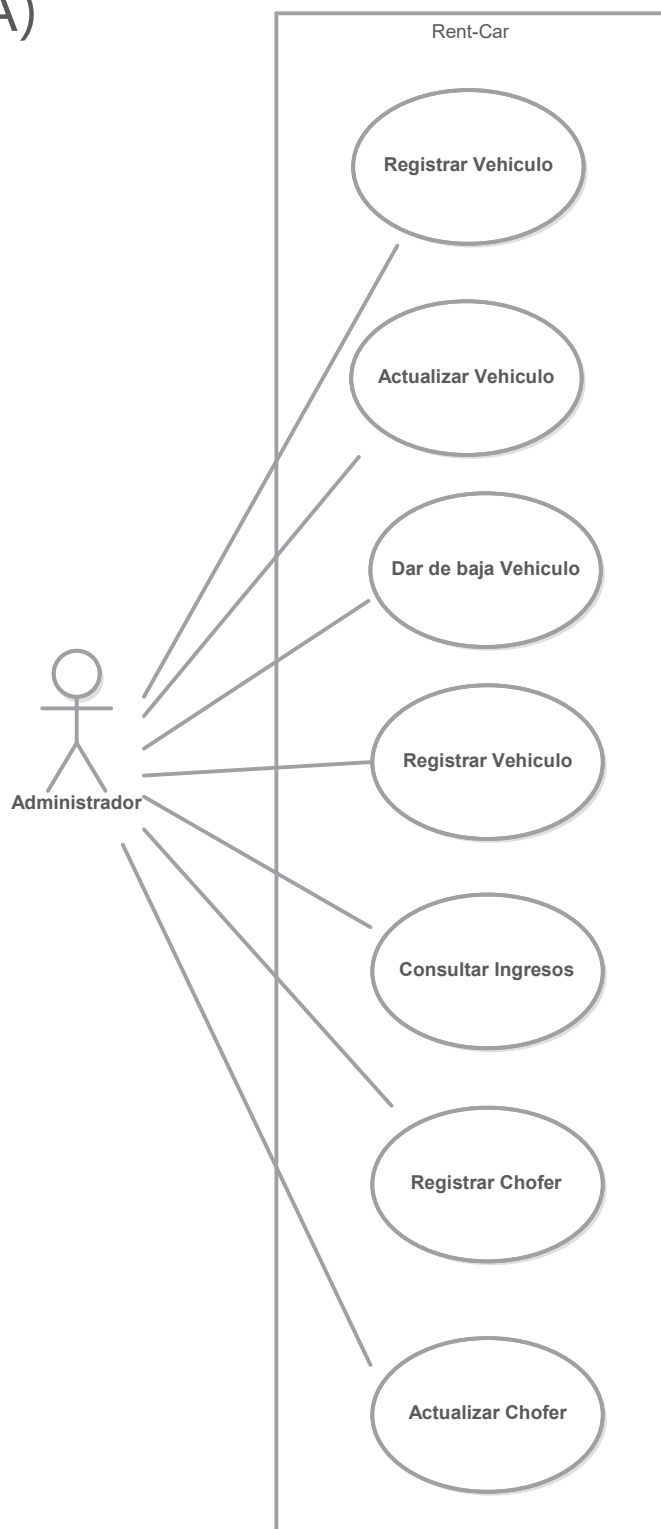 A)
Rent-Car
Registrar Vehiculo
Actualizar Vehiculo
Dar de baja Vehiculo
Registrar Vehiculo
Administrador
Consultar Ingresos
Registrar Chofer
Actualizar Chofer